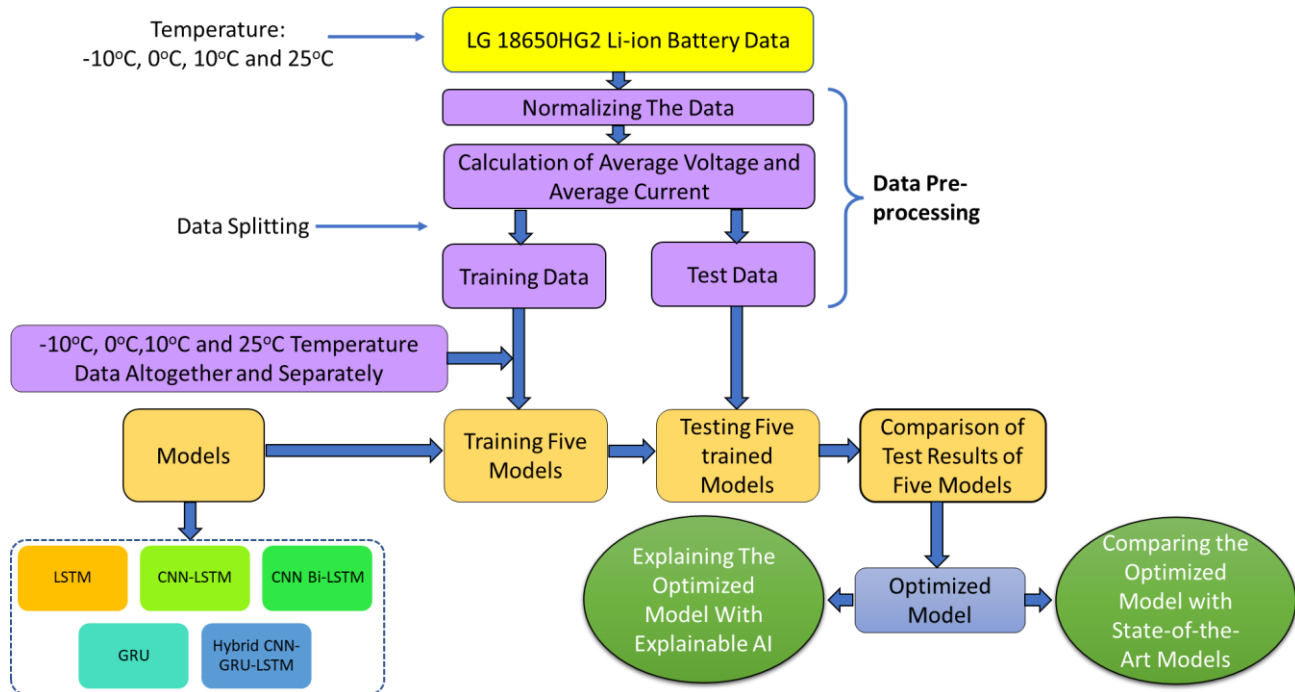 Temperature:
-10°C, 0°C, 10°C and 25°C
LG 18650HG2 Li-ion Battery Data
Normalizing The Data
Calculation of Average Voltage and
Average Current
Data Pre-
processing
Data Splitting
Training Data
Test Data
-10°C, 0°C,10°C and 25°C Temperature
Data Altogether and Separately
Models
Training Five
Models
Testing Five
trained
Models
Comparison of
Test Results of
Five Models
LSTM
CNN-LSTM
CNN Bi-LSTM
GRU
Hybrid CNN-
GRU-LSTM
Explaining The
Optimized
Model With
Explainable AI
Optimized
Model
Comparing the
Optimized
Model with
State-of-the-
Art Models